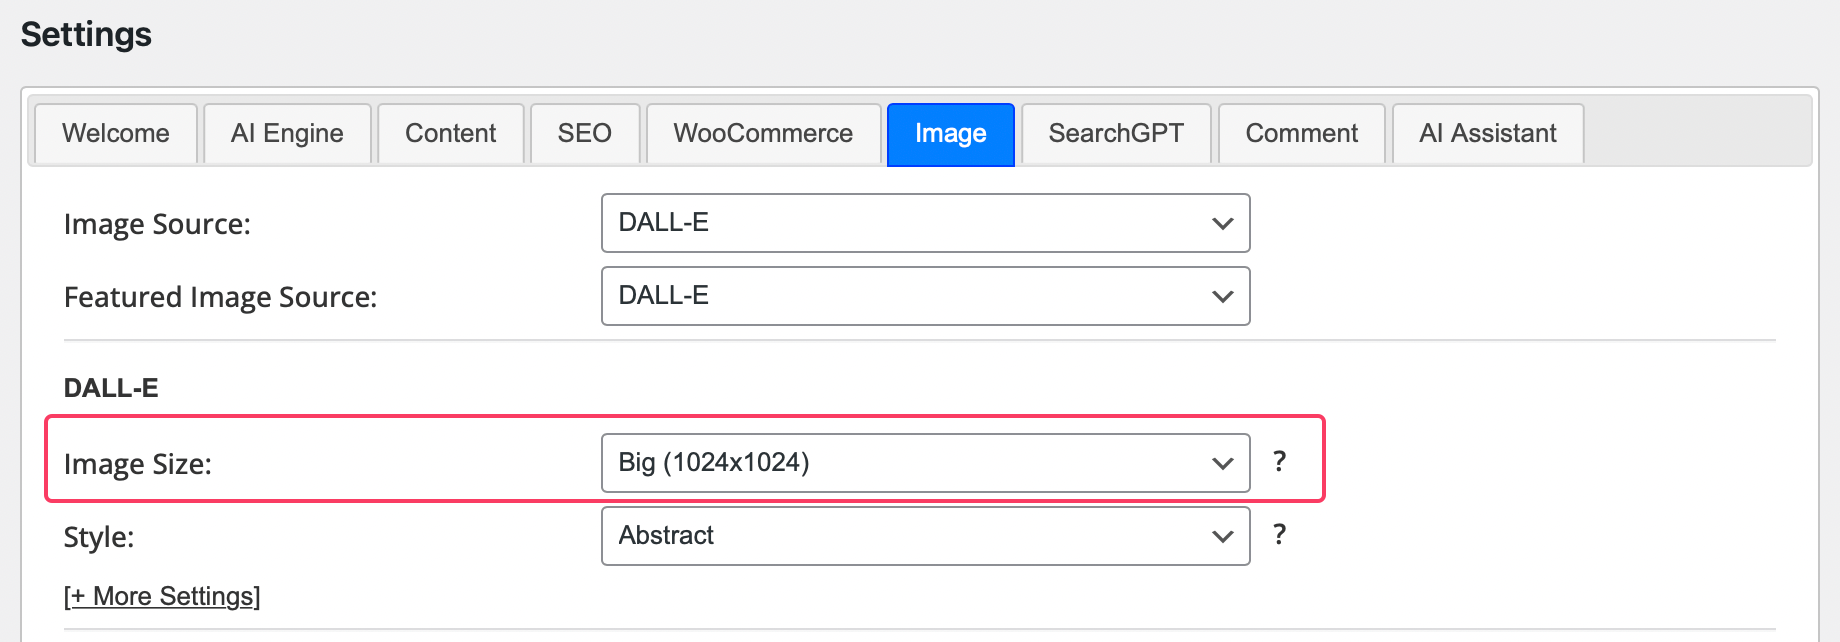 Settings
Welcome AI Engine Content SEO WooCommerce Image SearchGPT Comment AI Assistant
Image Source: DALL-E
Featured Image Source: DALL-E
DALL-E
Image Size: Big (1024x1024) ?
Style: Abstract ?
[+ More Settings]